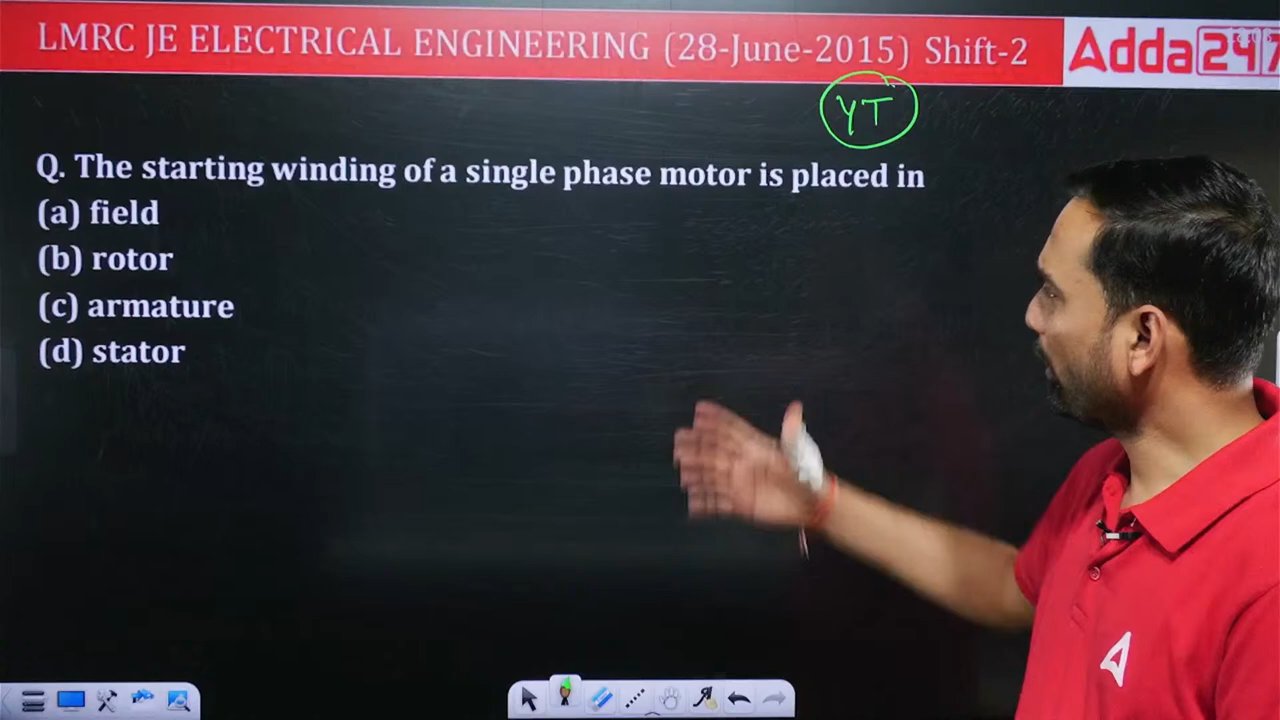 LMRC JE ELECTRICAL ENGINEERING (28-June-2015) Shift-2
Adda247
YT
Q. The starting winding of a single phase motor is placed in
(a) field
(b) rotor
(c) armature
(d) stator